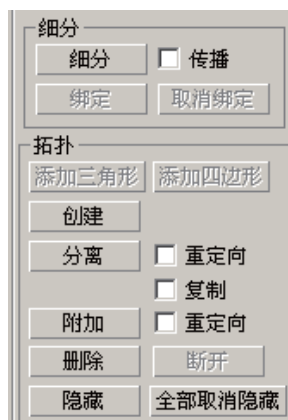 细分
细分 传播
绑定 取消绑定
拓扑
添加三角形 添加四边形
创建
分离 重定向
复制
附加 重定向
删除 断开
隐藏 全部取消隐藏